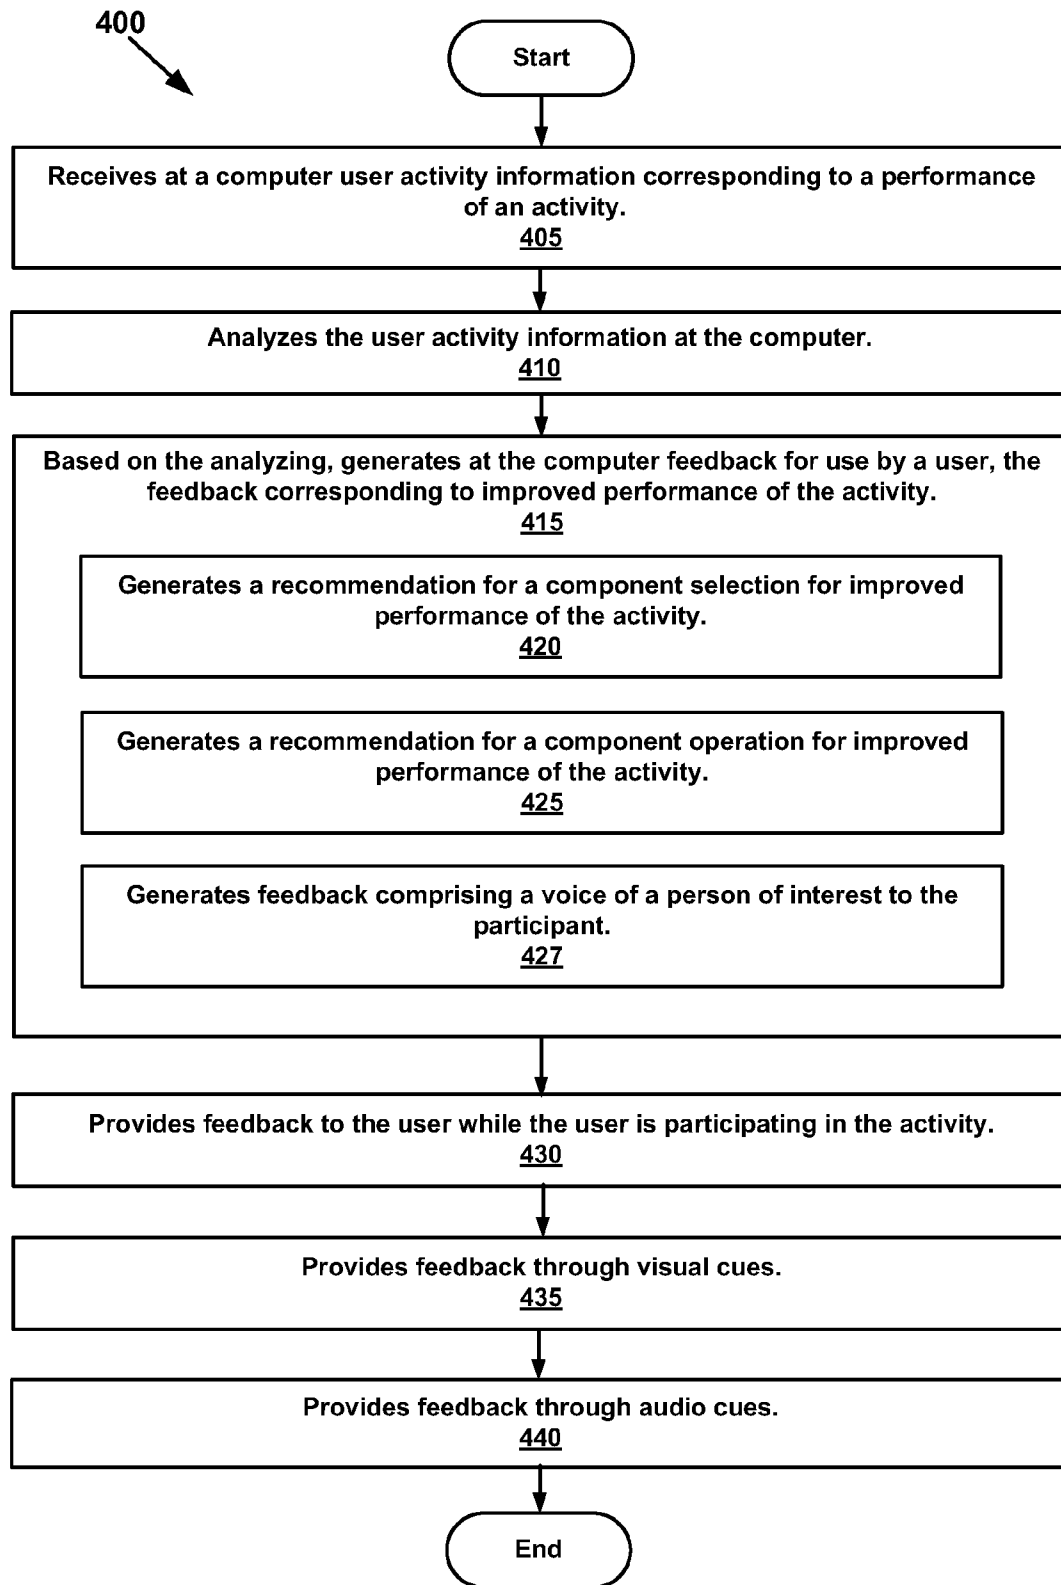 400
Start
Receives at a computer user activity information corresponding to a performance
of an activity.
405
Analyzes the user activity information at the computer.
410
Based on the analyzing, generates at the computer feedback for use by a user, the
feedback corresponding to improved performance of the activity.
415
Generates a recommendation for a component selection for improved
performance of the activity.
420
Generates a recommendation for a component operation for improved
performance of the activity.
425
Generates feedback comprising a voice of a person of interest to the
participant.
427
Provides feedback to the user while the user is participating in the activity.
430
Provides feedback through visual cues.
435
Provides feedback through audio cues.
440
End